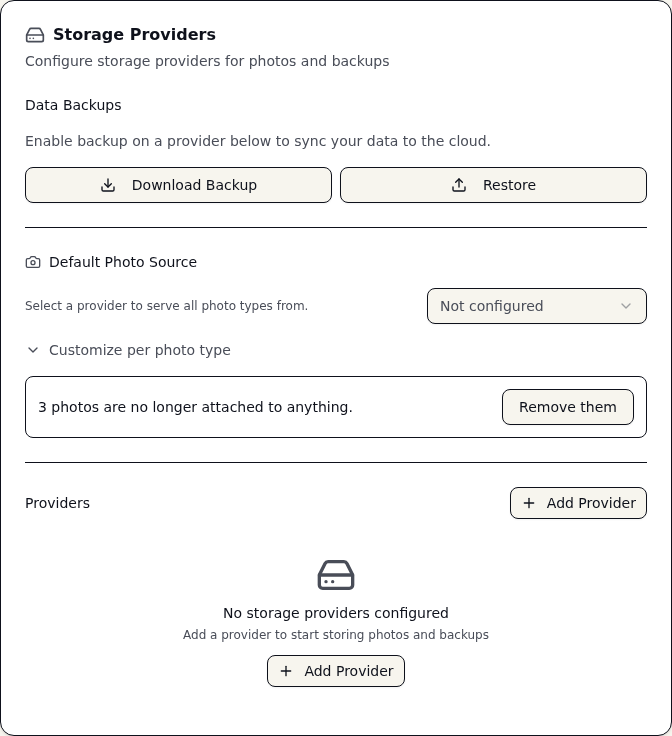 Storage Providers
Configure storage providers for photos and backups
Data Backups
Enable backup on a provider below to sync your data to the cloud.
Download Backup
Restore
Default Photo Source
Select a provider to serve all photo types from.
Not configured
Customize per photo type
3 photos are no longer attached to anything.
Remove them
Providers
Add Provider
No storage providers configured
Add a provider to start storing photos and backups
Add Provider